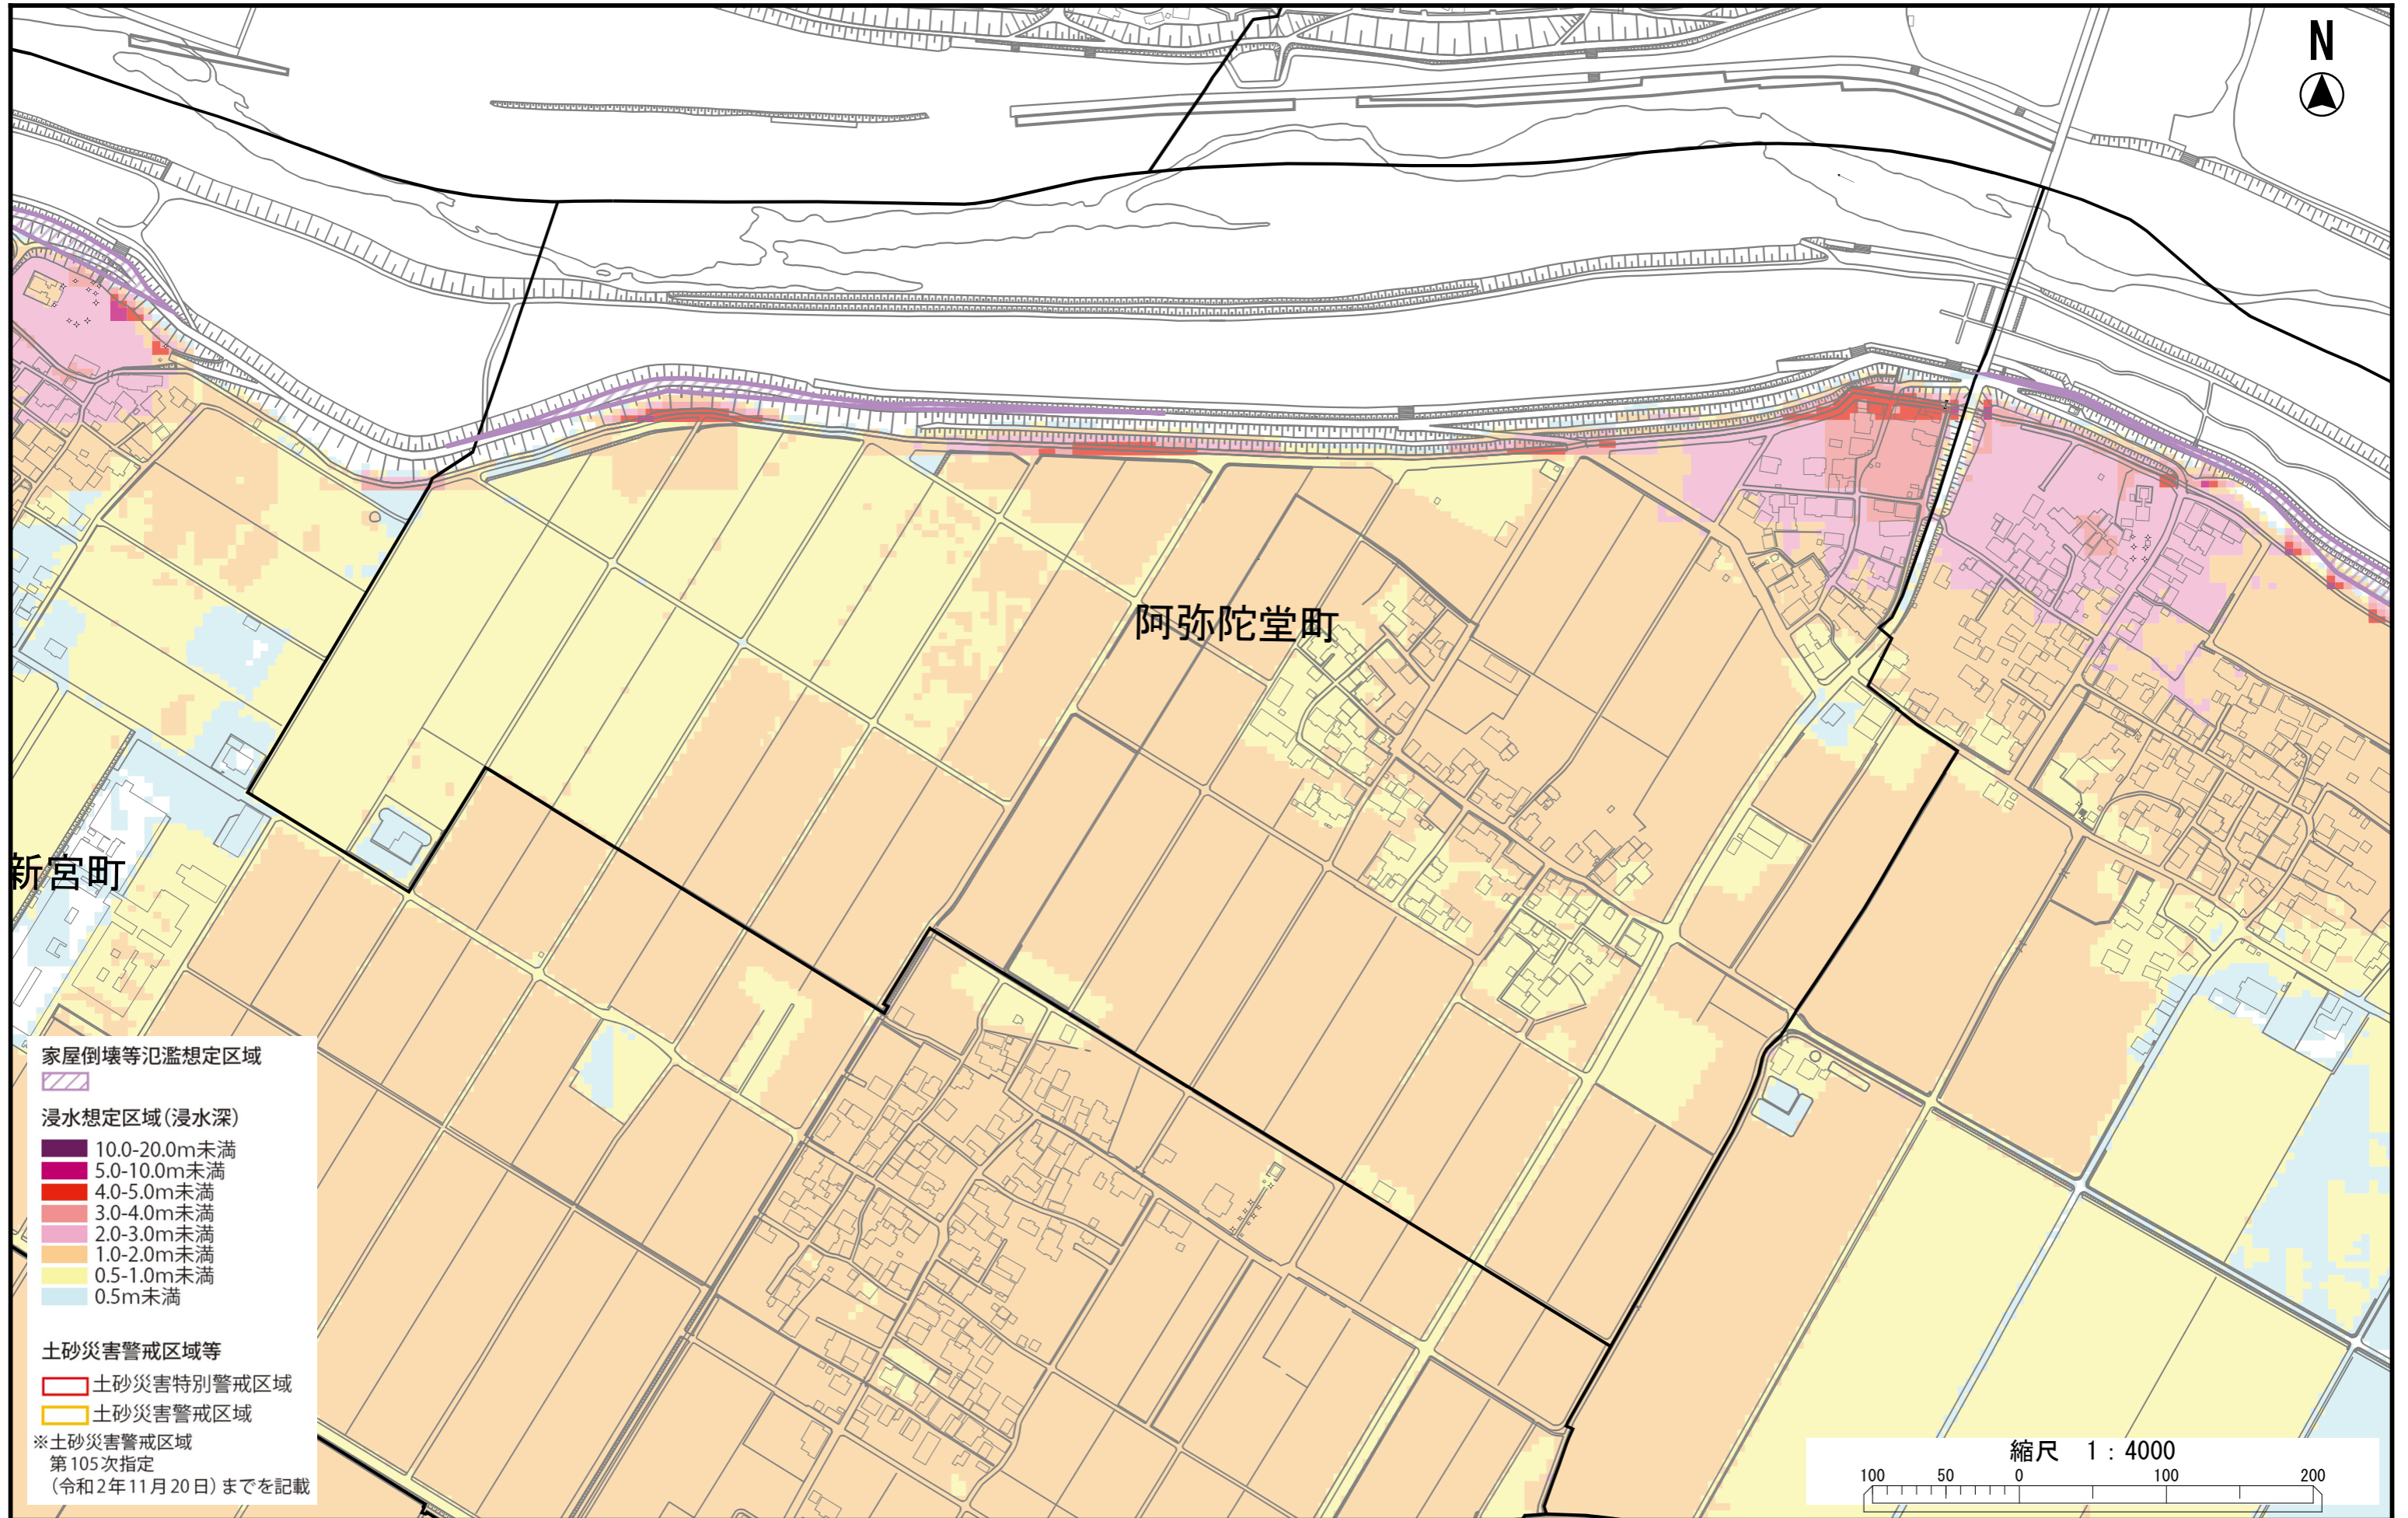 N
阿弥陀堂町
新宮町
家屋倒壊等氾濫想定区域
浸水想定区域（浸水深）
10.0-20.0m未満
5.0-10.0m未満
4.0-5.0m未満
3.0-4.0m未満
2.0-3.0m未満
1.0-2.0m未満
0.5-1.0m未満
0.5m未満
土砂災害警戒区域等
土砂災害特別警戒区域
土砂災害警戒区域
※土砂災害警戒区域
第105次指定
（令和2年11月20日）までを記載
縮尺 1：4000
100 50 0 100 200